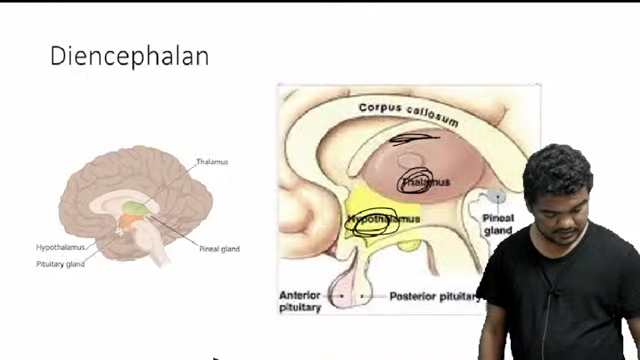 Diencephalan
Thalamus
Hypothalamus
Pituitary gland
Pineal gland
Corpus callosum
Thalamus
Hypothalamus
Pineal
gland
Anterior
pituitary
Posterior pituitary